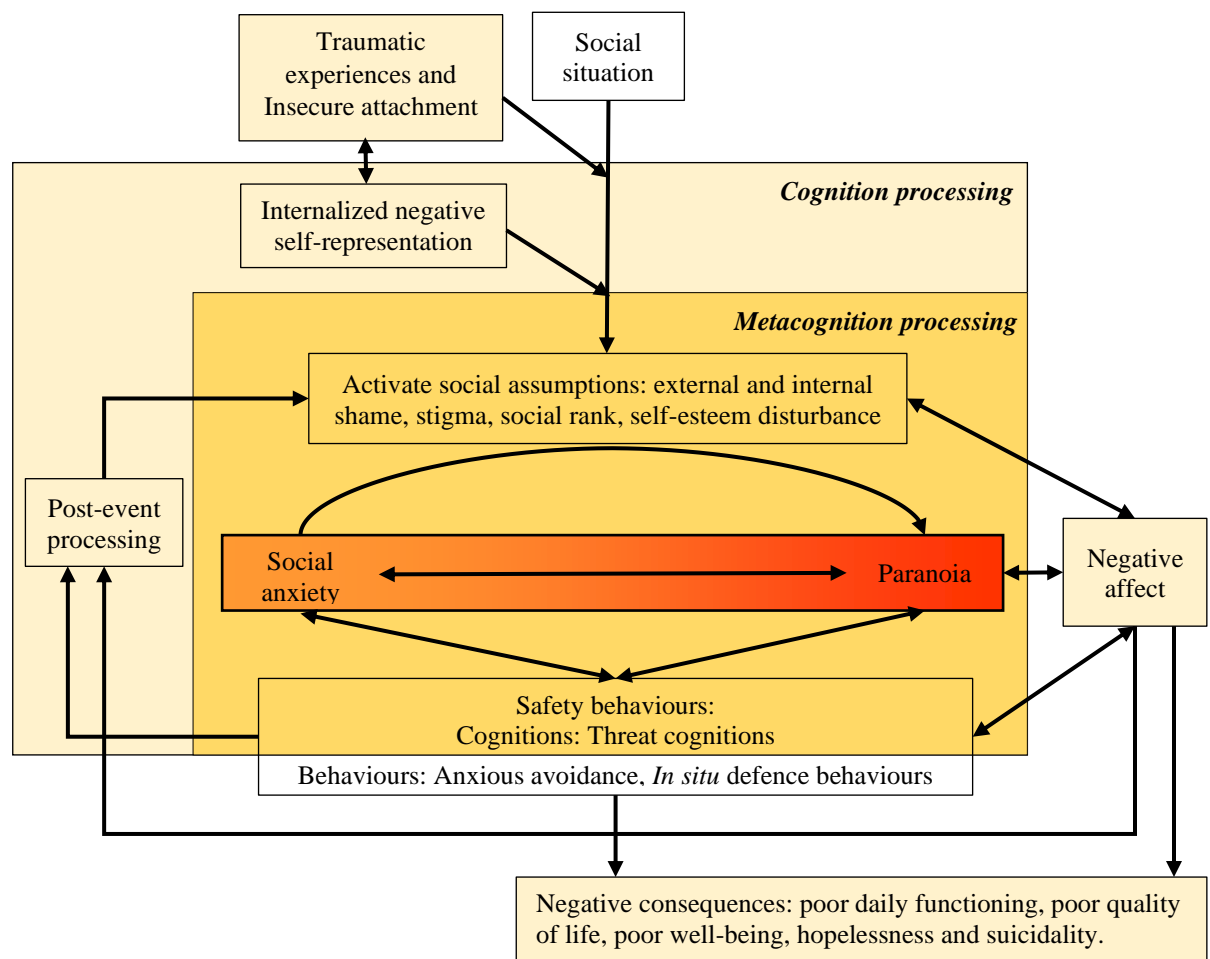 Traumatic
experiences and
Insecure attachment
Social
situation
Cognition processing
Internalized negative
self-representation
Metacognition processing
Activate social assumptions: external and internal
shame, stigma, social rank, self-esteem disturbance
Post-event
processing
Social
anxiety
Paranoia
Negative
affect
Safety behaviours:
Cognitions: Threat cognitions
Behaviours: Anxious avoidance, In situ defence behaviours
Negative consequences: poor daily functioning, poor quality
of life, poor well-being, hopelessness and suicidality.